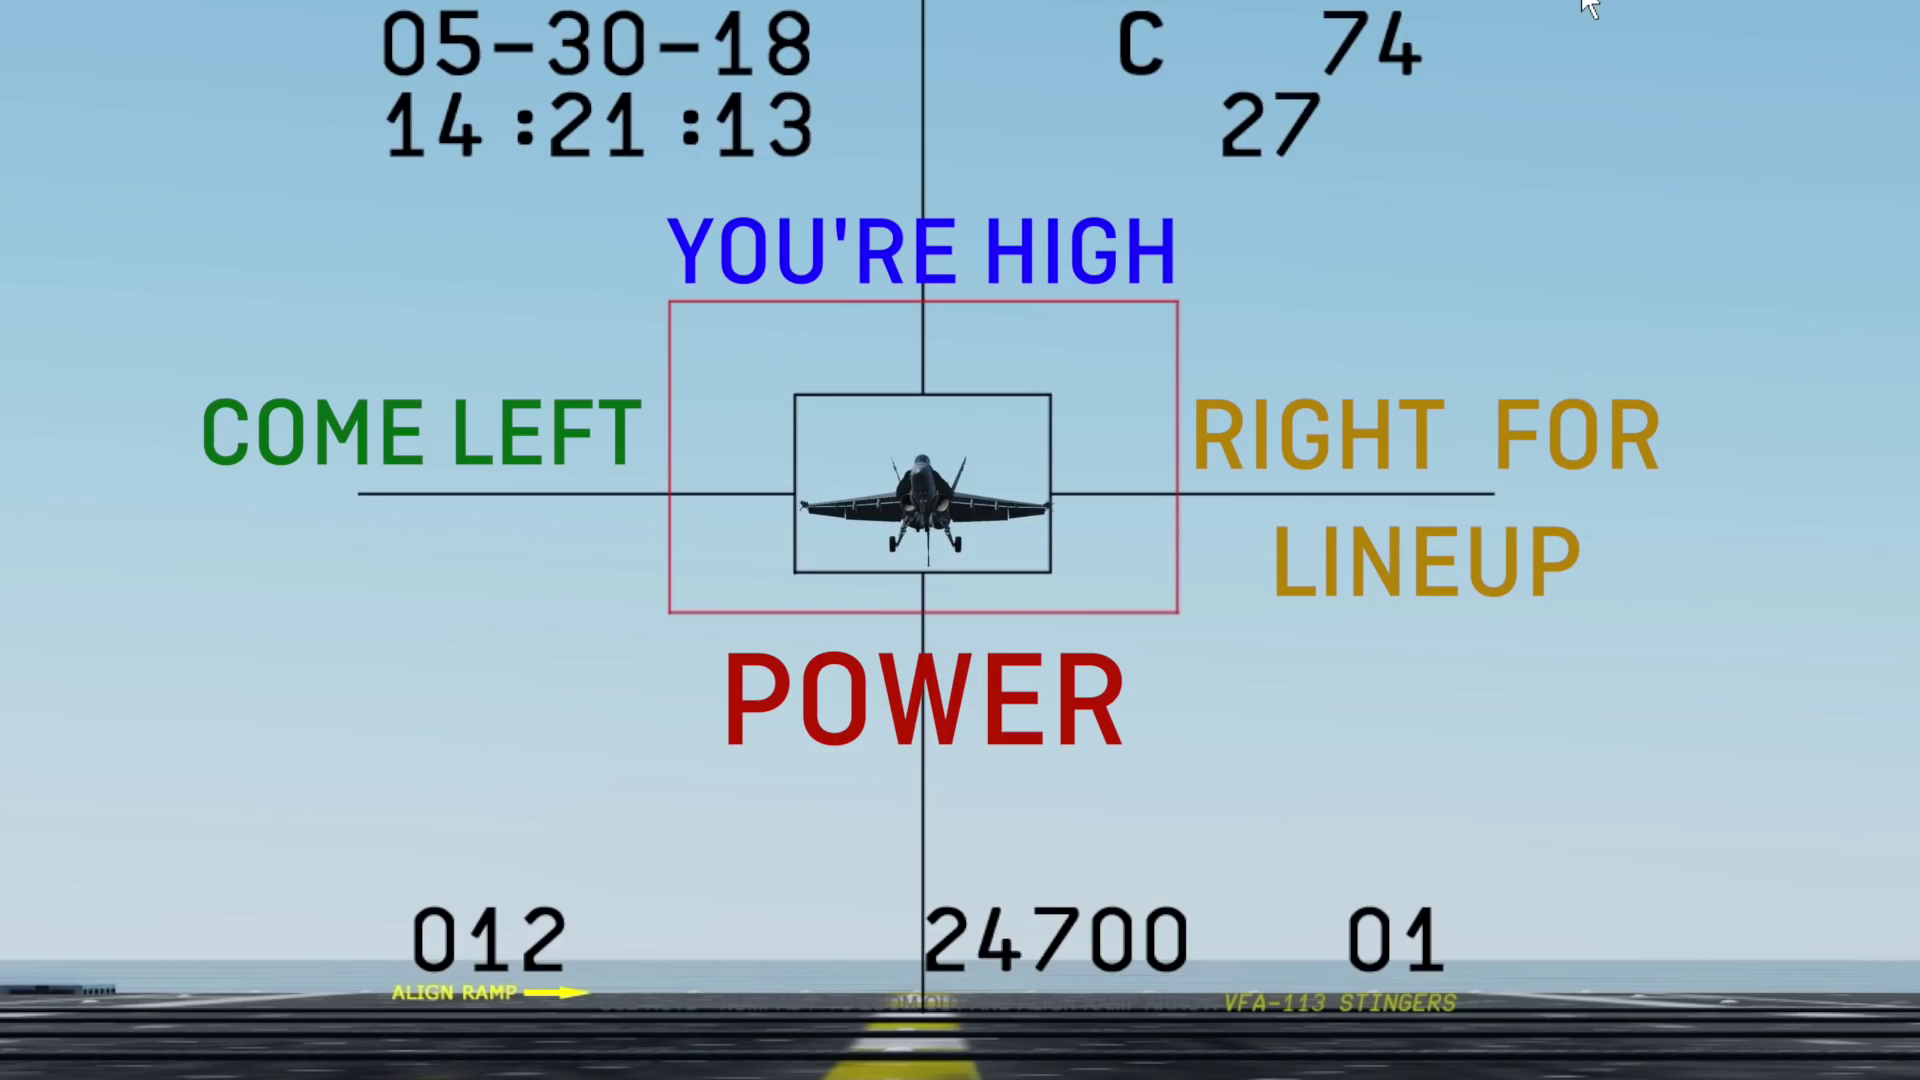 05-30-18
14:21:13
C 74
27
YOU'RE HIGH
COME LEFT
RIGHT FOR
LINEUP
POWER
012
24700
01
ALIGN RAMP
VFA-113 STINGERS